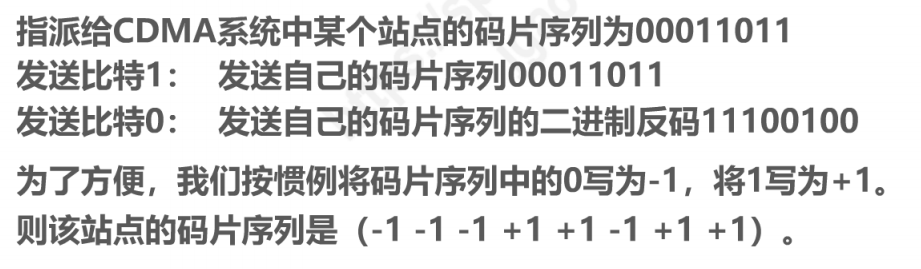 指派给CDMA系统中某个站点的码片序列为00011011
发送比特1： 发送自己的码片序列00011011
发送比特0： 发送自己的码片序列的二进制反码11100100
为了方便，我们按惯例将码片序列中的0写为-1，将1写为+1。
则该站点的码片序列是（-1 -1 -1 +1 +1 -1 +1 +1）。